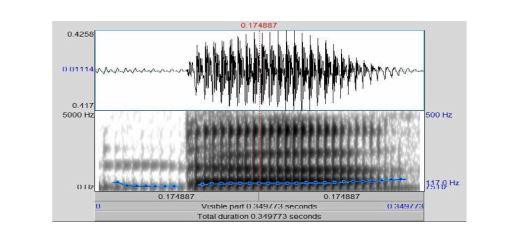 0.174887
0.4258
0.01114
0.417
5000 Hz 500 Hz
0 Hz 117.0 Hz
0.174887 0.174887
0 Visible part 0.349773 seconds 0.349773
Total duration 0.349773 seconds